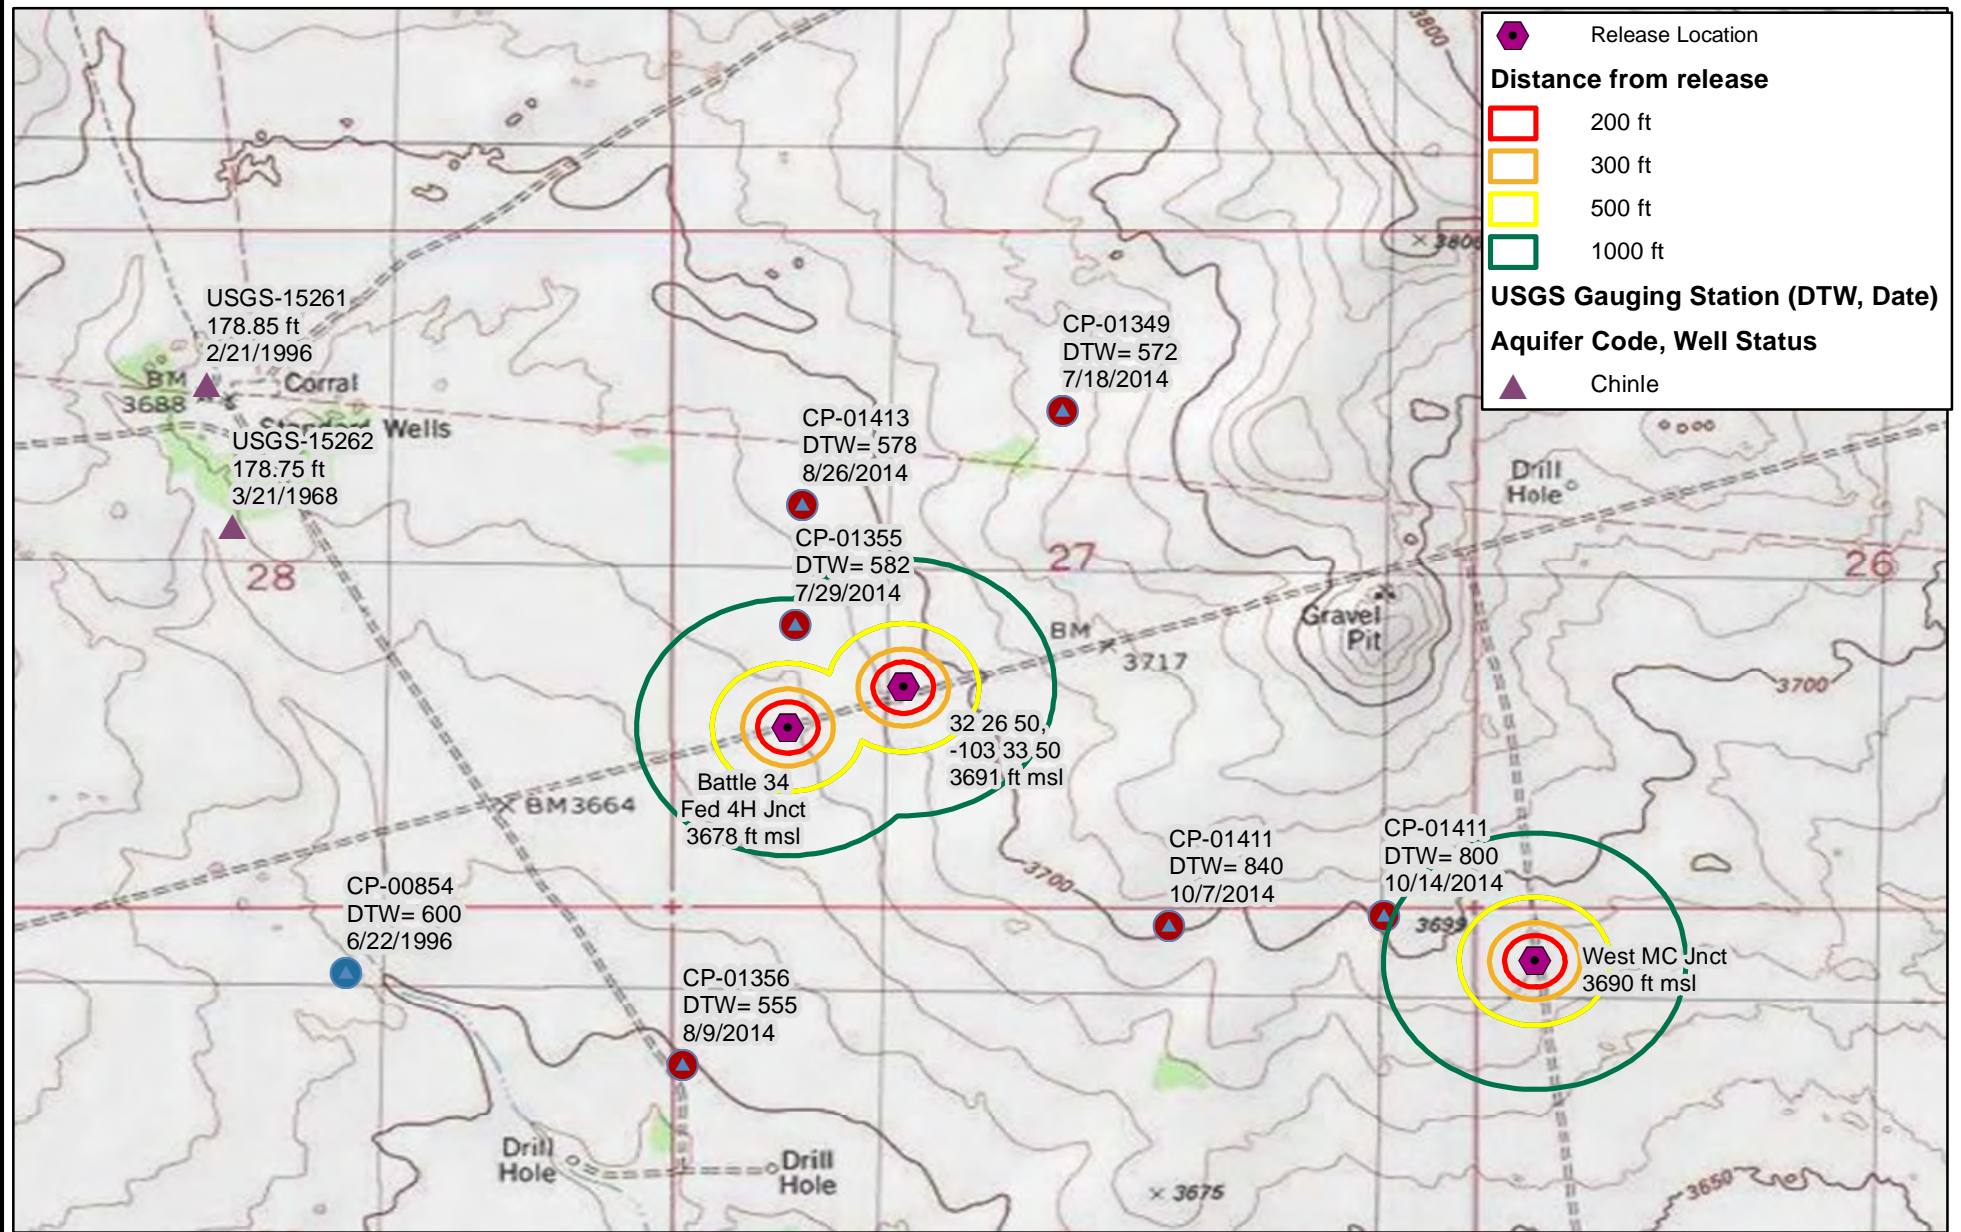 Release Location
Distance from release
200 ft
300 ft
500 ft
1000 ft
USGS Gauging Station (DTW, Date)
Aquifer Code, Well Status
Chinle
3800
3806
USGS-15261
178.85 ft
2/21/1996
BM
3688
Corral
Standard Wells
USGS-15262
178.75 ft
3/21/1968
28
CP-01349
DTW= 572
7/18/2014
CP-01413
DTW= 578
8/26/2014
CP-01355
DTW= 582
7/29/2014
27
26
Drill
Hole
Gravel
Pit
BM
3717
3700
32 26 50,
-103 33 50
3691 ft msl
Battle 34
Fed 4H Jnct
3678 ft msl
BM3664
CP-01411
DTW= 840
10/7/2014
CP-01411
DTW= 800
10/14/2014
3700
3699
West MC Jnct
3690 ft msl
CP-00854
DTW= 600
6/22/1996
CP-01356
DTW= 555
8/9/2014
Drill
Hole
Drill
Hole
3675
3650